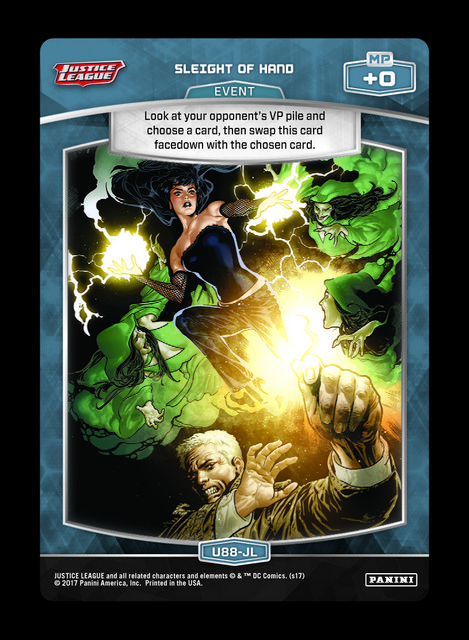 JUSTICE
LEAGUE
SLEIGHT OF HAND
MP
+0
EVENT
Look at your opponent's VP pile and
choose a card, then swap this card
facedown with the chosen card.
U88-JL
JUSTICE LEAGUE and all related characters and elements © & ™ DC Comics. (s17)
© 2017 Panini America, Inc. Printed in the USA.
PANINI